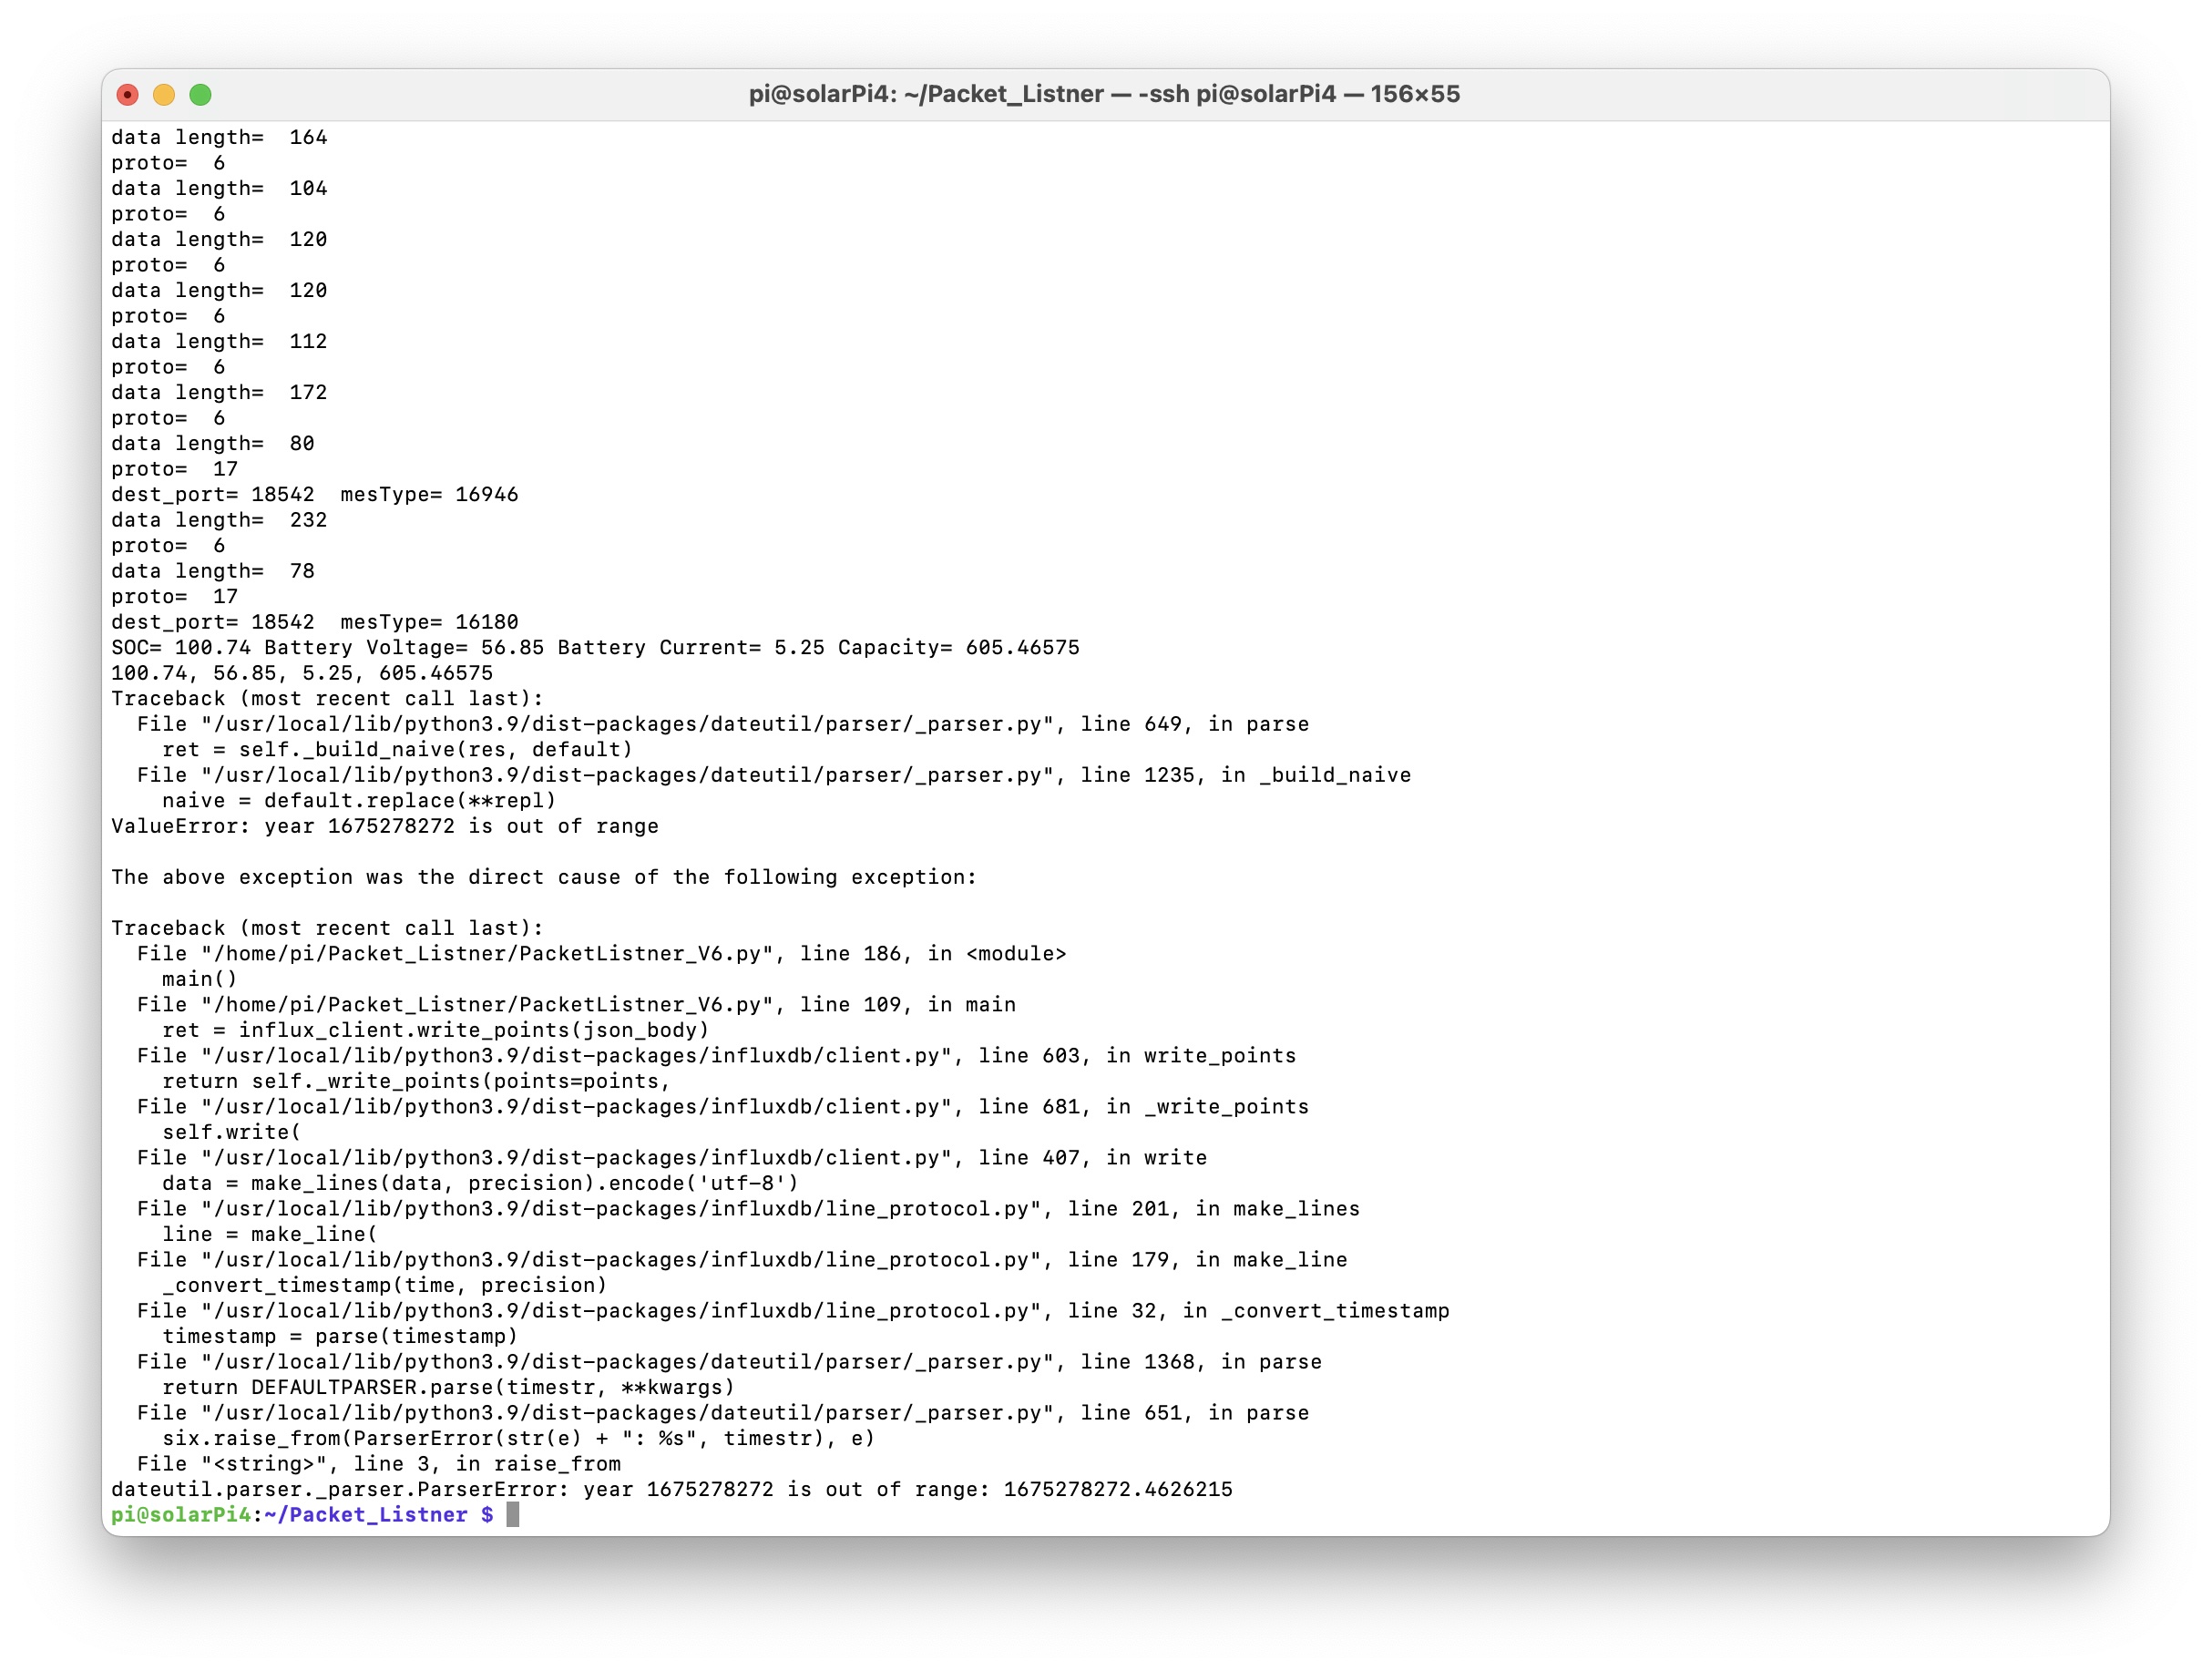 pi@solarPi4: ~/Packet_Listner — -ssh pi@solarPi4 — 156×55
data length=  164
proto=  6
data length=  104
proto=  6
data length=  120
proto=  6
data length=  120
proto=  6
data length=  112
proto=  6
data length=  172
proto=  6
data length=  80
proto=  17
dest_port= 18542  mesType= 16946
data length=  232
proto=  6
data length=  78
proto=  17
dest_port= 18542  mesType= 16180
SOC= 100.74 Battery Voltage= 56.85 Battery Current= 5.25 Capacity= 605.46575
100.74, 56.85, 5.25, 605.46575
Traceback (most recent call last):
  File "/usr/local/lib/python3.9/dist-packages/dateutil/parser/_parser.py", line 649, in parse
    ret = self._build_naive(res, default)
  File "/usr/local/lib/python3.9/dist-packages/dateutil/parser/_parser.py", line 1235, in _build_naive
    naive = default.replace(**repl)
ValueError: year 1675278272 is out of range

The above exception was the direct cause of the following exception:

Traceback (most recent call last):
  File "/home/pi/Packet_Listner/PacketListner_V6.py", line 186, in <module>
    main()
  File "/home/pi/Packet_Listner/PacketListner_V6.py", line 109, in main
    ret = influx_client.write_points(json_body)
  File "/usr/local/lib/python3.9/dist-packages/influxdb/client.py", line 603, in write_points
    return self._write_points(points=points,
  File "/usr/local/lib/python3.9/dist-packages/influxdb/client.py", line 681, in _write_points
    self.write(
  File "/usr/local/lib/python3.9/dist-packages/influxdb/client.py", line 407, in write
    data = make_lines(data, precision).encode('utf-8')
  File "/usr/local/lib/python3.9/dist-packages/influxdb/line_protocol.py", line 201, in make_lines
    line = make_line(
  File "/usr/local/lib/python3.9/dist-packages/influxdb/line_protocol.py", line 179, in make_line
    _convert_timestamp(time, precision)
  File "/usr/local/lib/python3.9/dist-packages/influxdb/line_protocol.py", line 32, in _convert_timestamp
    timestamp = parse(timestamp)
  File "/usr/local/lib/python3.9/dist-packages/dateutil/parser/_parser.py", line 1368, in parse
    return DEFAULTPARSER.parse(timestr, **kwargs)
  File "/usr/local/lib/python3.9/dist-packages/dateutil/parser/_parser.py", line 651, in parse
    six.raise_from(ParserError(str(e) + ": %s", timestr), e)
  File "<string>", line 3, in raise_from
dateutil.parser._parser.ParserError: year 1675278272 is out of range: 1675278272.4626215
pi@solarPi4:~/Packet_Listner $